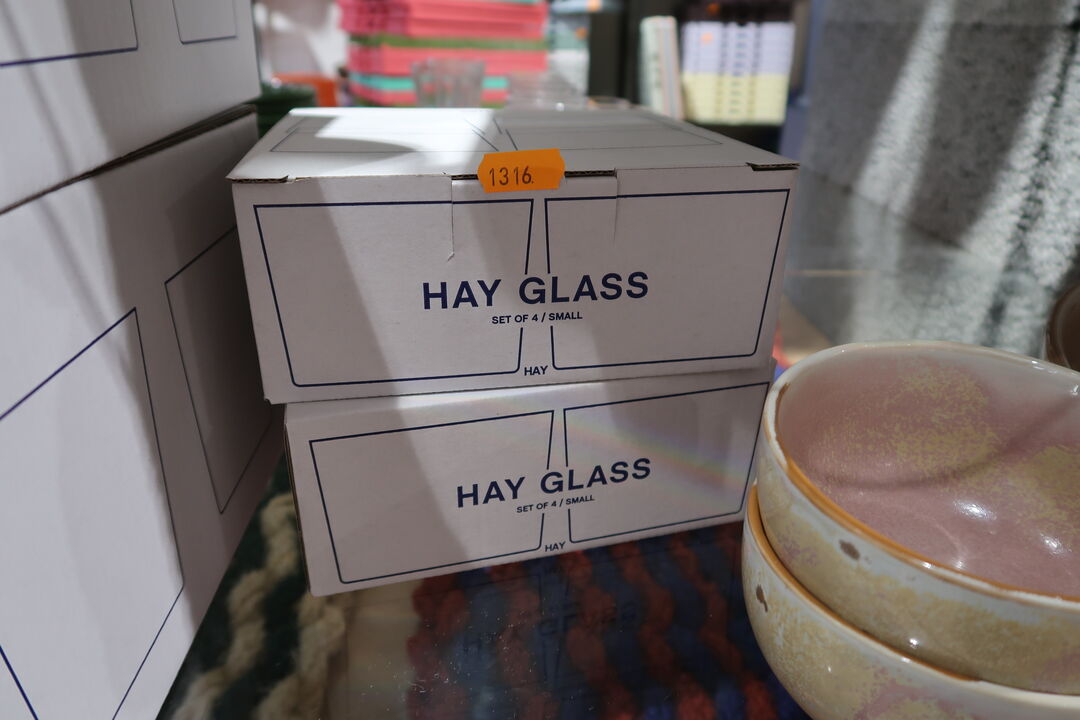 1316.
HAY GLASS
SET OF 4 / SMALL
HAY
HAY GLASS
SET OF 4 / SMALL
HAY